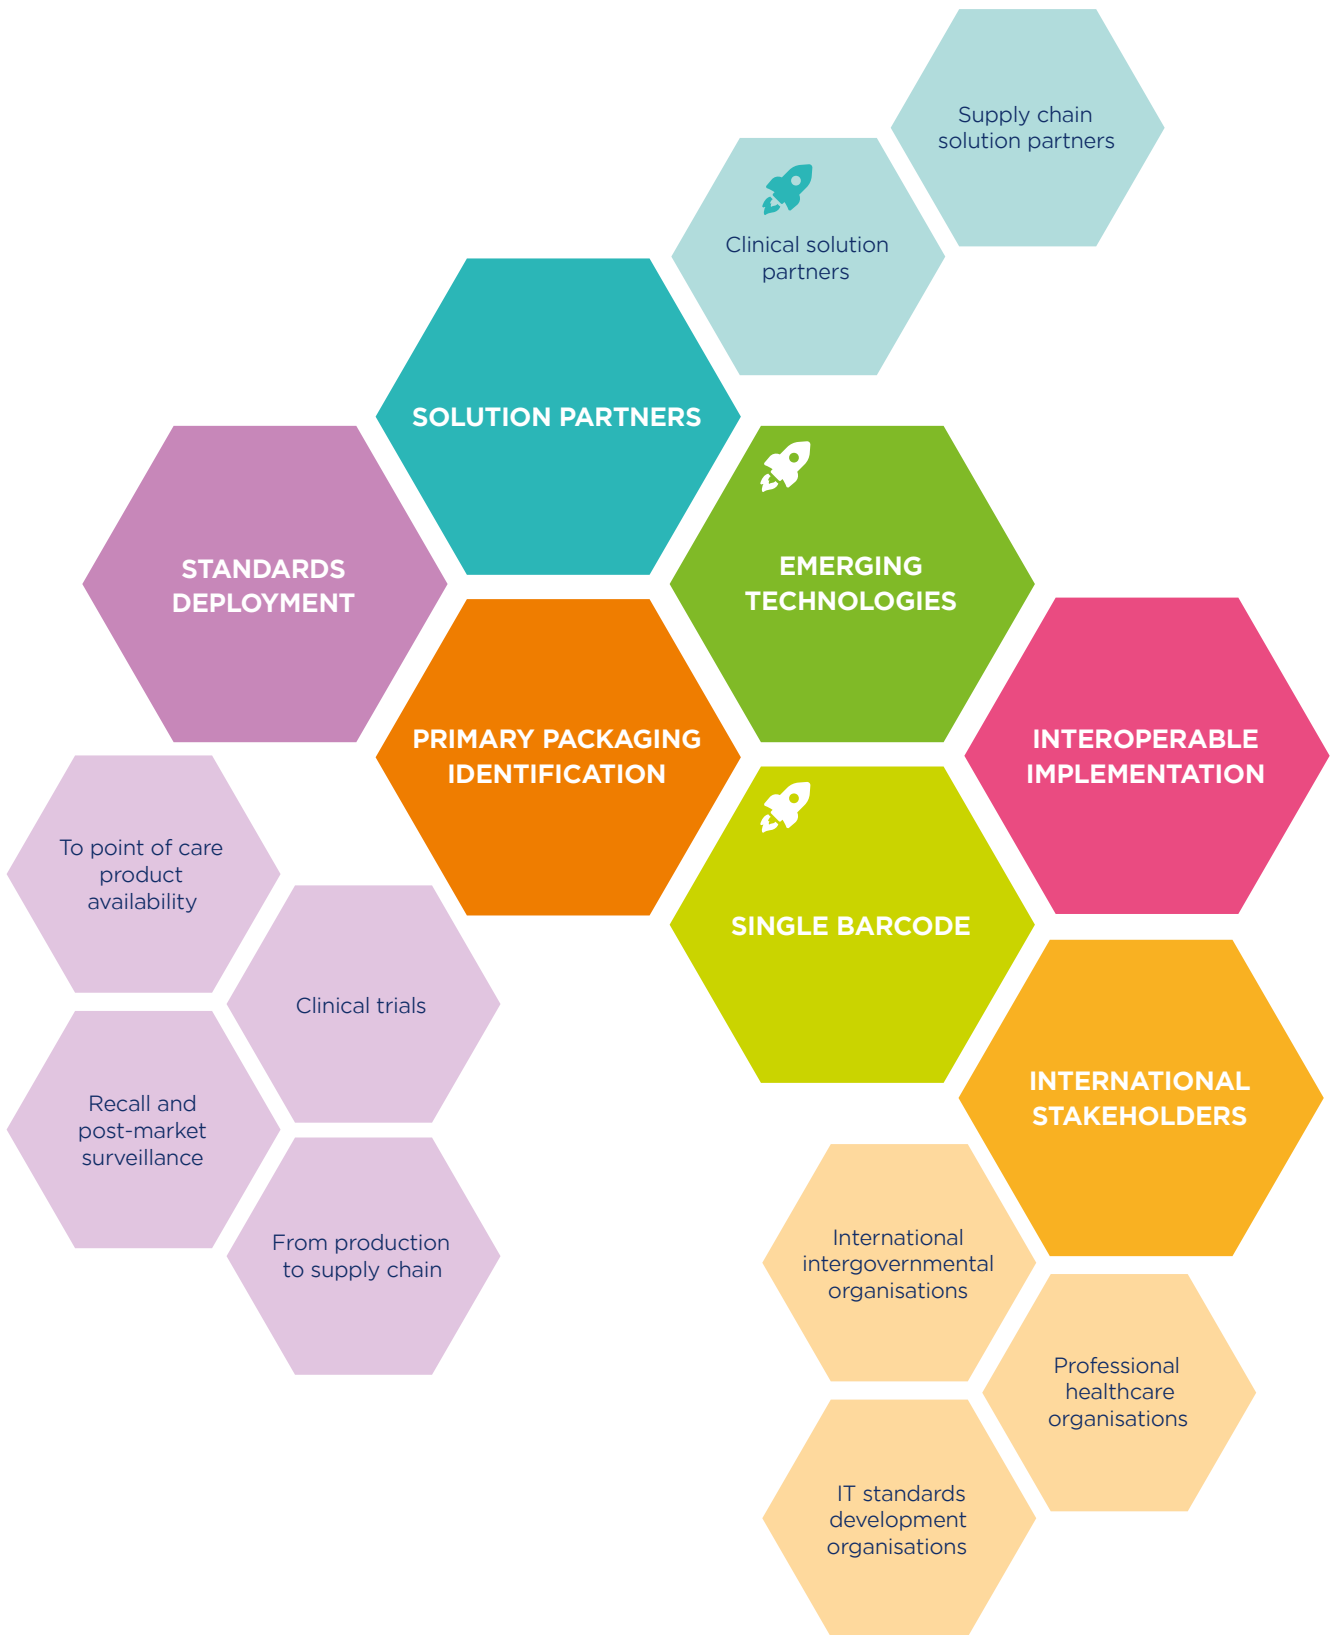 Supply chain
solution partners
Clinical solution
partners
SOLUTION PARTNERS
STANDARDS
DEPLOYMENT
EMERGING
TECHNOLOGIES
PRIMARY PACKAGING
IDENTIFICATION
INTEROPERABLE
IMPLEMENTATION
To point of care
product
availability
SINGLE BARCODE
Clinical trials
INTERNATIONAL
STAKEHOLDERS
Recall and
post-market
surveillance
From production
to supply chain
International
intergovernmental
organisations
Professional
healthcare
organisations
IT standards
development
organisations